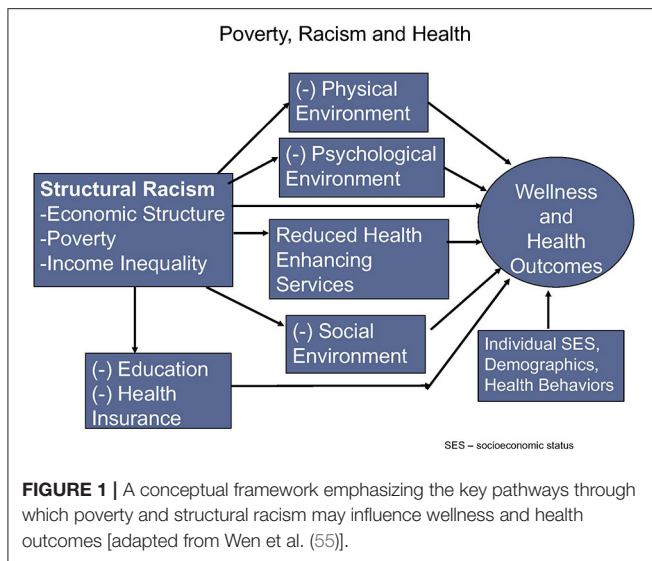 Poverty, Racism and Health
(-) Physical
Environment
(-) Psychological
Environment
Structural Racism
-Economic Structure
-Poverty
-Income Inequality
Reduced Health
Enhancing
Services
Wellness
and
Health
Outcomes
(-) Social
Environment
(-) Education
(-) Health
Insurance
Individual SES,
Demographics,
Health Behaviors
SES – socioeconomic status
FIGURE 1 | A conceptual framework emphasizing the key pathways through
which poverty and structural racism may influence wellness and health
outcomes [adapted from Wen et al. (55)].